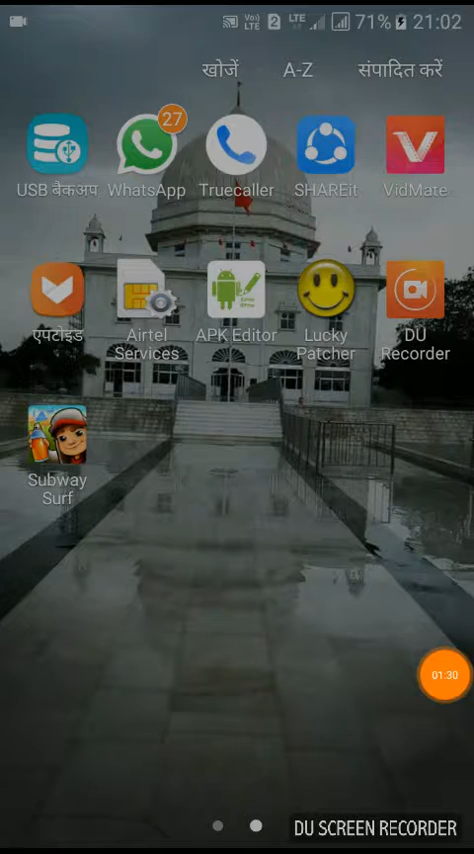 Vo) LTE 2 LTE 71% 21:02
खोजें A-Z संपादित करें
27
USB बैकअप WhatsApp Truecaller SHAREit VidMate
एपटोइड Airtel Services APK Editor Lucky Patcher DU Recorder
Subway Surf
01:30
DU SCREEN RECORDER